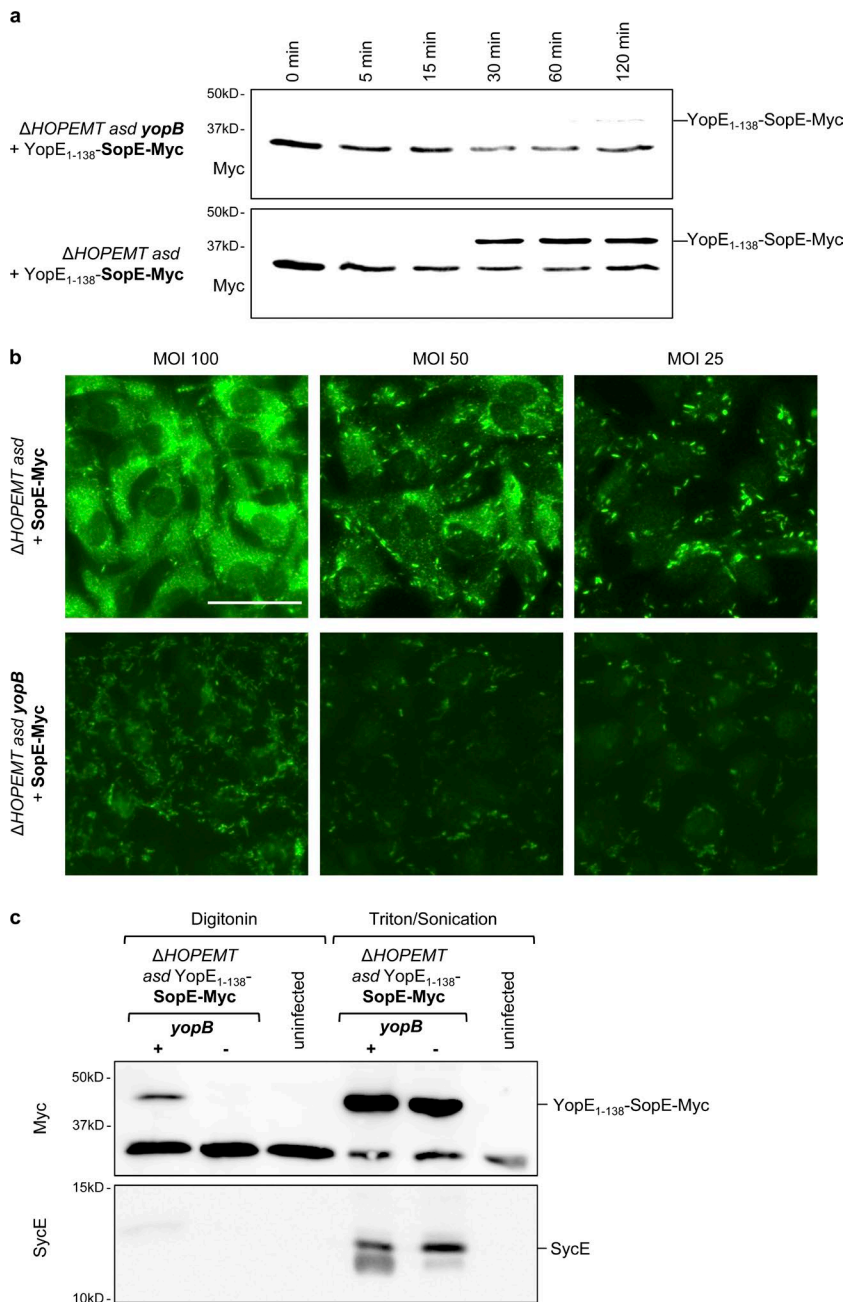 a
0 min 5 min 15 min 30 min 60 min 120 min
50kD -
37kD -
ΔHOPEMT asd yopB
+ YopE1-138-SopE-Myc
Myc
YopE1-138-SopE-Myc
50kD -
37kD -
ΔHOPEMT asd
+ YopE1-138-SopE-Myc
Myc
YopE1-138-SopE-Myc
b
MOI 100 MOI 50 MOI 25
ΔHOPEMT asd
+ SopE-Myc
ΔHOPEMT asd yopB
+ SopE-Myc
c
Digitonin Triton/Sonication
ΔHOPEMT ΔHOPEMT
asd YopE1-138- asd YopE1-138-
SopE-Myc uninfected SopE-Myc uninfected
yopB yopB
+ - + -
50kD -
37kD -
Myc
YopE1-138-SopE-Myc
15kD -
SycE
SycE
10kD -